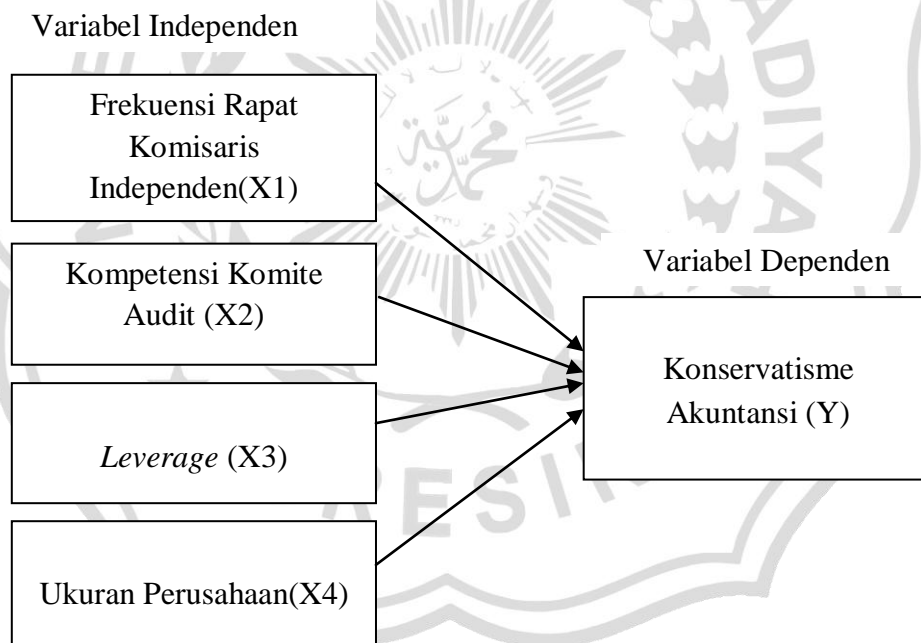 Variabel Independen
Frekuensi Rapat
Komisaris
Independen(X1)
Kompetensi Komite
Audit (X2)
Leverage (X3)
Ukuran Perusahaan(X4)
Variabel Dependen
Konservatisme
Akuntansi (Y)